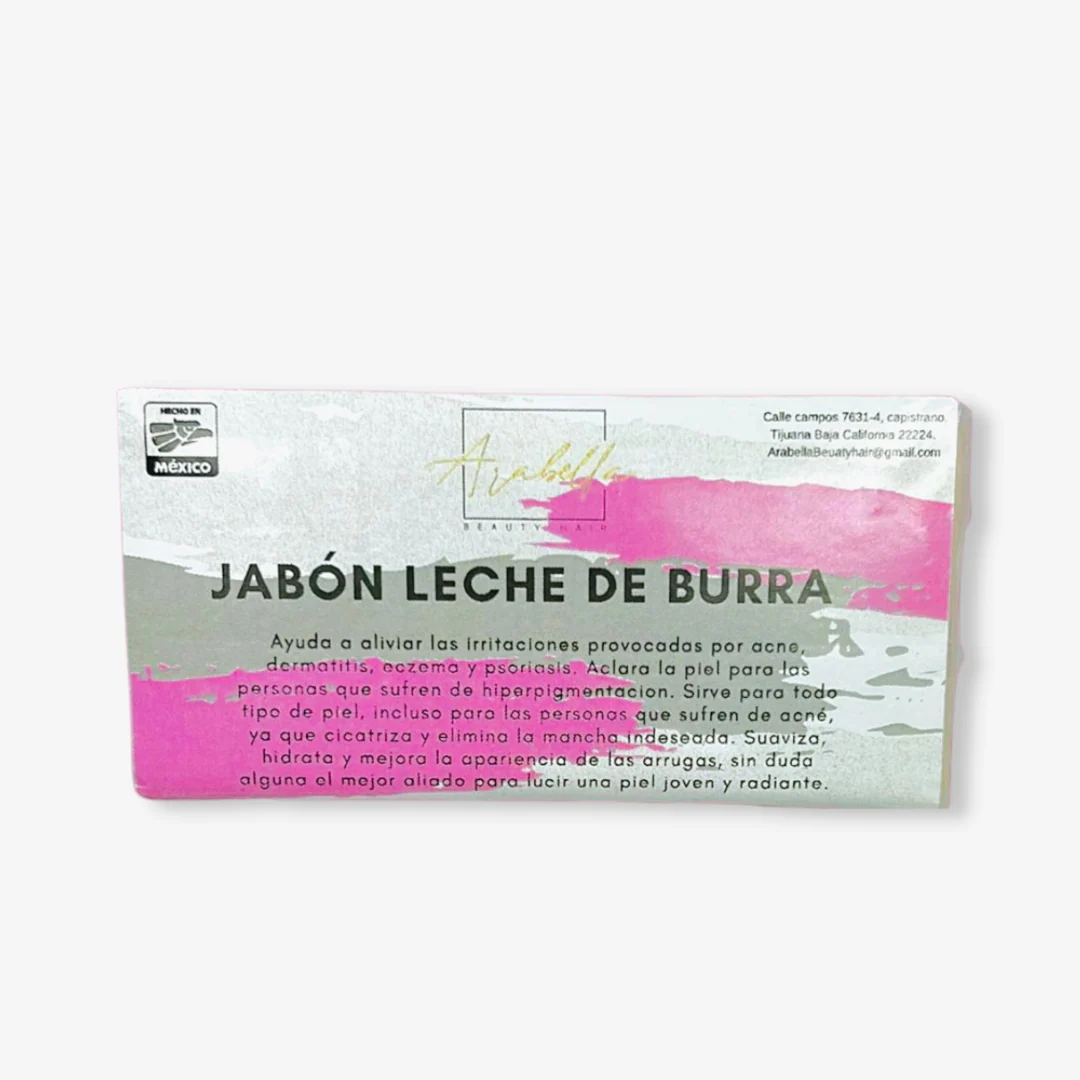 HECHO EN
MÉXICO
Arabella
BEAUTY HAIR
Calle campos 7631-4, capistrano,
Tijuana Baja California 22224.
ArabellaBeuatyhair@gmail.com
JABÓN LECHE DE BURRA
Ayuda a aliviar las irritaciones provocadas por acne,
dermatitis, eczema y psoriasis. Aclara la piel para las
personas que sufren de hiperpigmentacion. Sirve para todo
tipo de piel, incluso para las personas que sufren de acné,
ya que cicatriza y elimina la mancha indeseada. Suaviza,
hidrata y mejora la apariencia de las arrugas, sin duda
alguna el mejor aliado para lucir una piel joven y radiante.